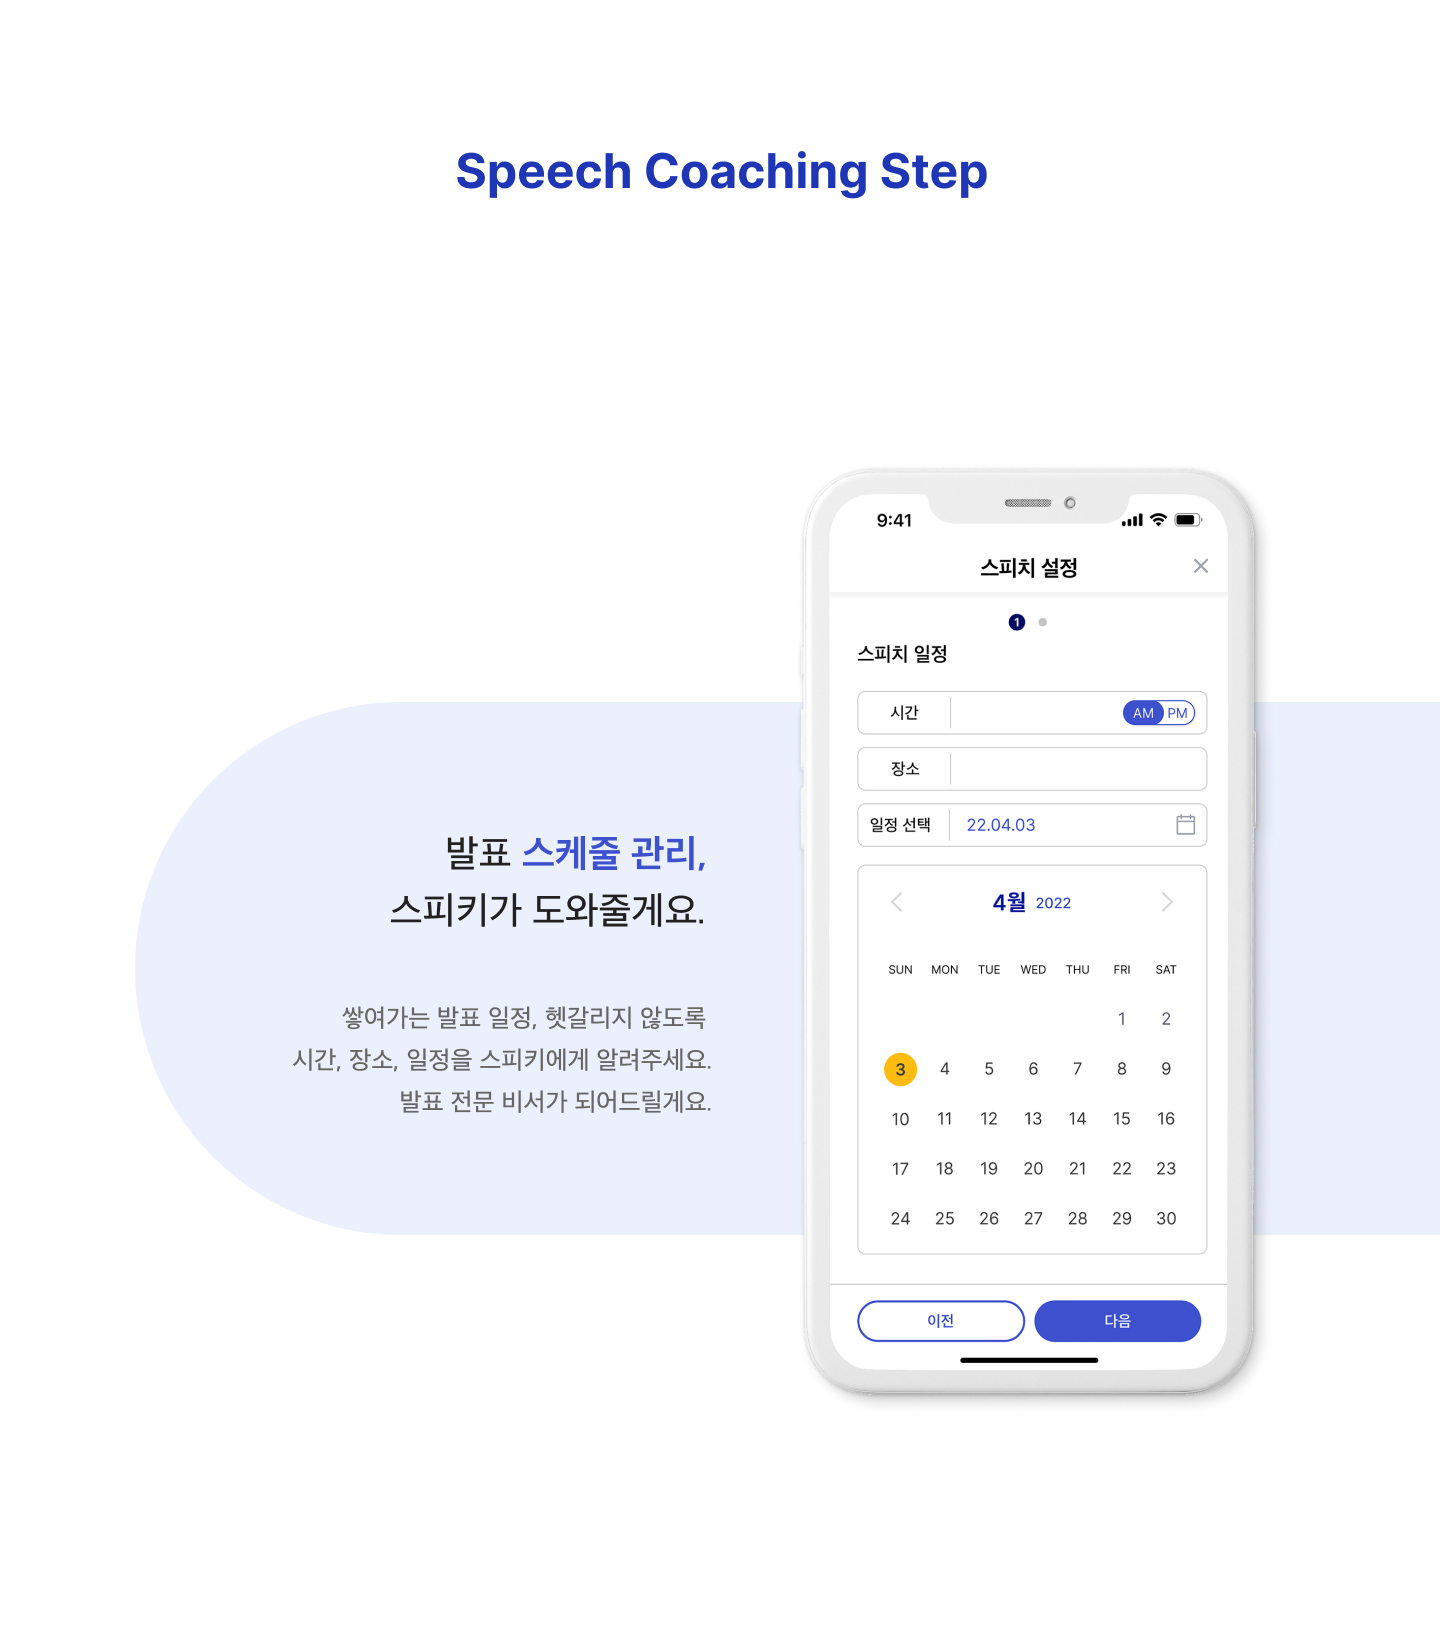 Speech Coaching Step
발표 스케줄 관리,
스피키가 도와줄게요.
쌓여가는 발표 일정, 헷갈리지 않도록
시간, 장소, 일정을 스피키에게 알려주세요.
발표 전문 비서가 되어드릴게요.
9:41
스피치 설정
1
스피치 일정
시간 AM PM
장소
일정 선택 22.04.03
4월 2022
SUN MON TUE WED THU FRI SAT
1 2
3 4 5 6 7 8 9
10 11 12 13 14 15 16
17 18 19 20 21 22 23
24 25 26 27 28 29 30
이전 다음